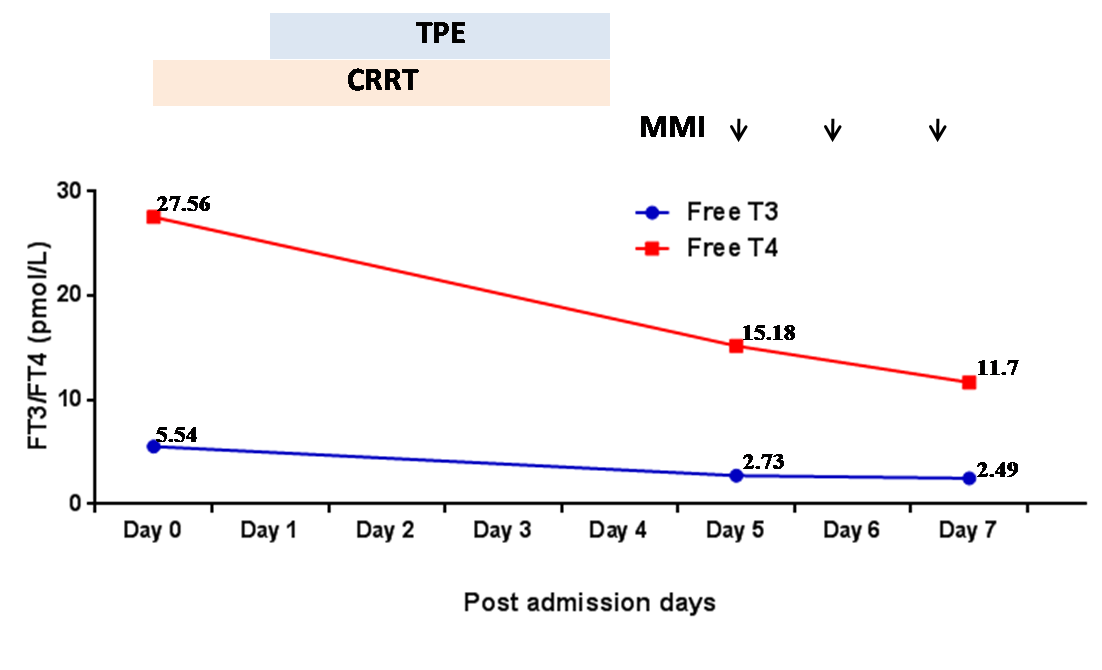 TPE
CRRT
MMI
30
20
10
0
FT3/FT4 (pmol/L)
Free T3
Free T4
27.56
15.18
11.7
5.54
2.73
2.49
Day 0 Day 1 Day 2 Day 3 Day 4 Day 5 Day 6 Day 7
Post admission days